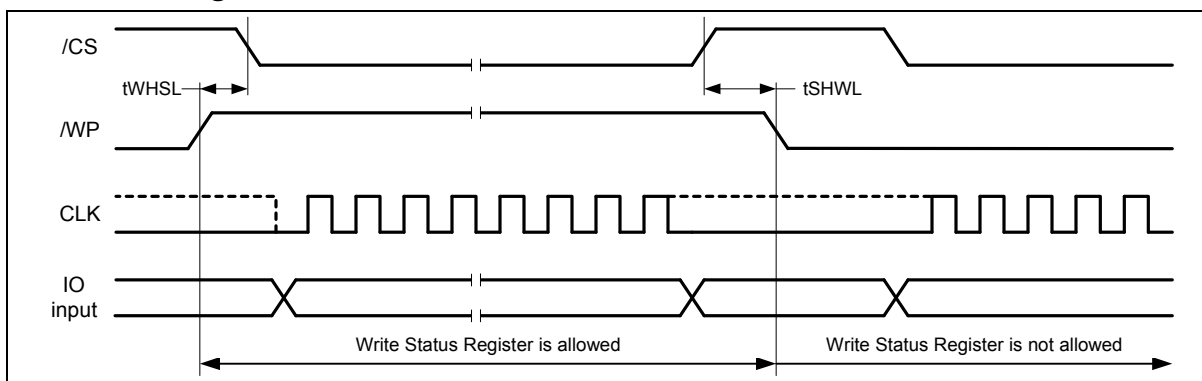 /CS
tWHSL
tSHWL
/WP
CLK
IO
input
Write Status Register is allowed
Write Status Register is not allowed